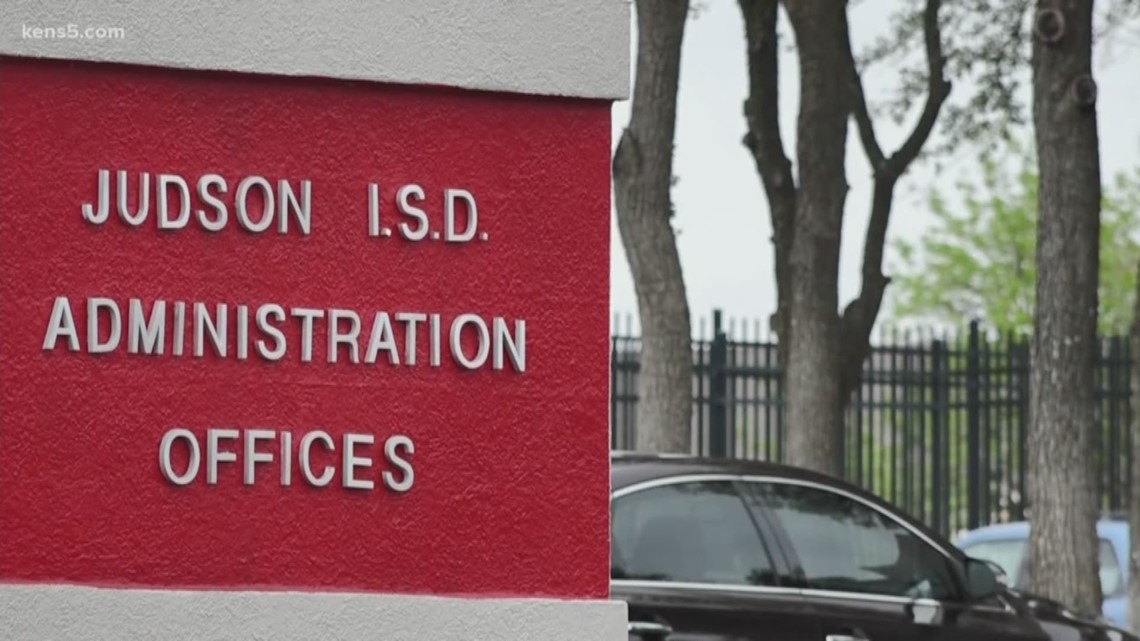 kens5.com
JUDSON I.S.D.
ADMINISTRATION
OFFICES